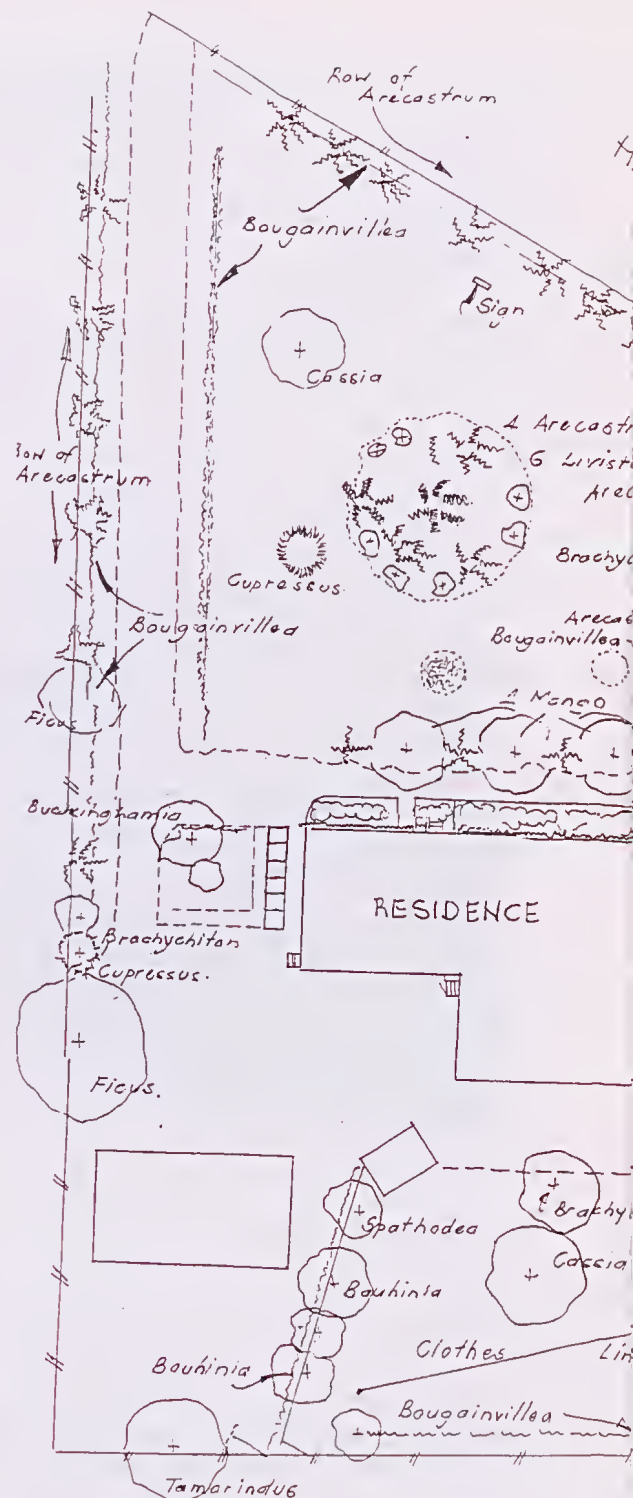 Row of
Arecastrum
Bougainvillea
Sign
Cassia
4 Arecastr
6 Livist
Arec
Row of
Arecastrum
Cupressus.
Brachyc
Bougainvillea
Arecas
Bougainvillea
Ficus
4 Mango
Buckinghamia
RESIDENCE
Brachychiton
Cupressus.
Ficus.
Spathodea
Brachy
Cassia
Bauhinia
Clothes Lin
Bauhinia
Bougainvillea
Tamarindus